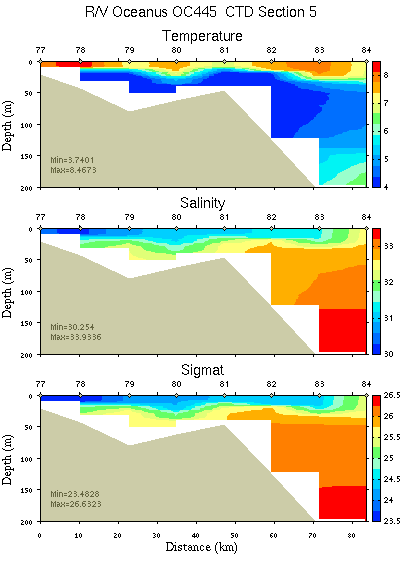 R/V Oceanus OC445 CTD Section 5
Temperature
77 78 79 80 81 82 83 84
0
50
100
150
200
Depth (m)
Min=3.7401
Max=8.4673
8
7
6
5
4
Salinity
77 78 79 80 81 82 83 84
0
50
100
150
200
Depth (m)
Min=30.254
Max=33.9336
33
32
31
30
Sigmat
77 78 79 80 81 82 83 84
0
50
100
150
200
Depth (m)
Min=23.4828
Max=26.6323
26.5
26
25.5
25
24.5
24
23.5
0 10 20 30 40 50 60 70 80
Distance (km)